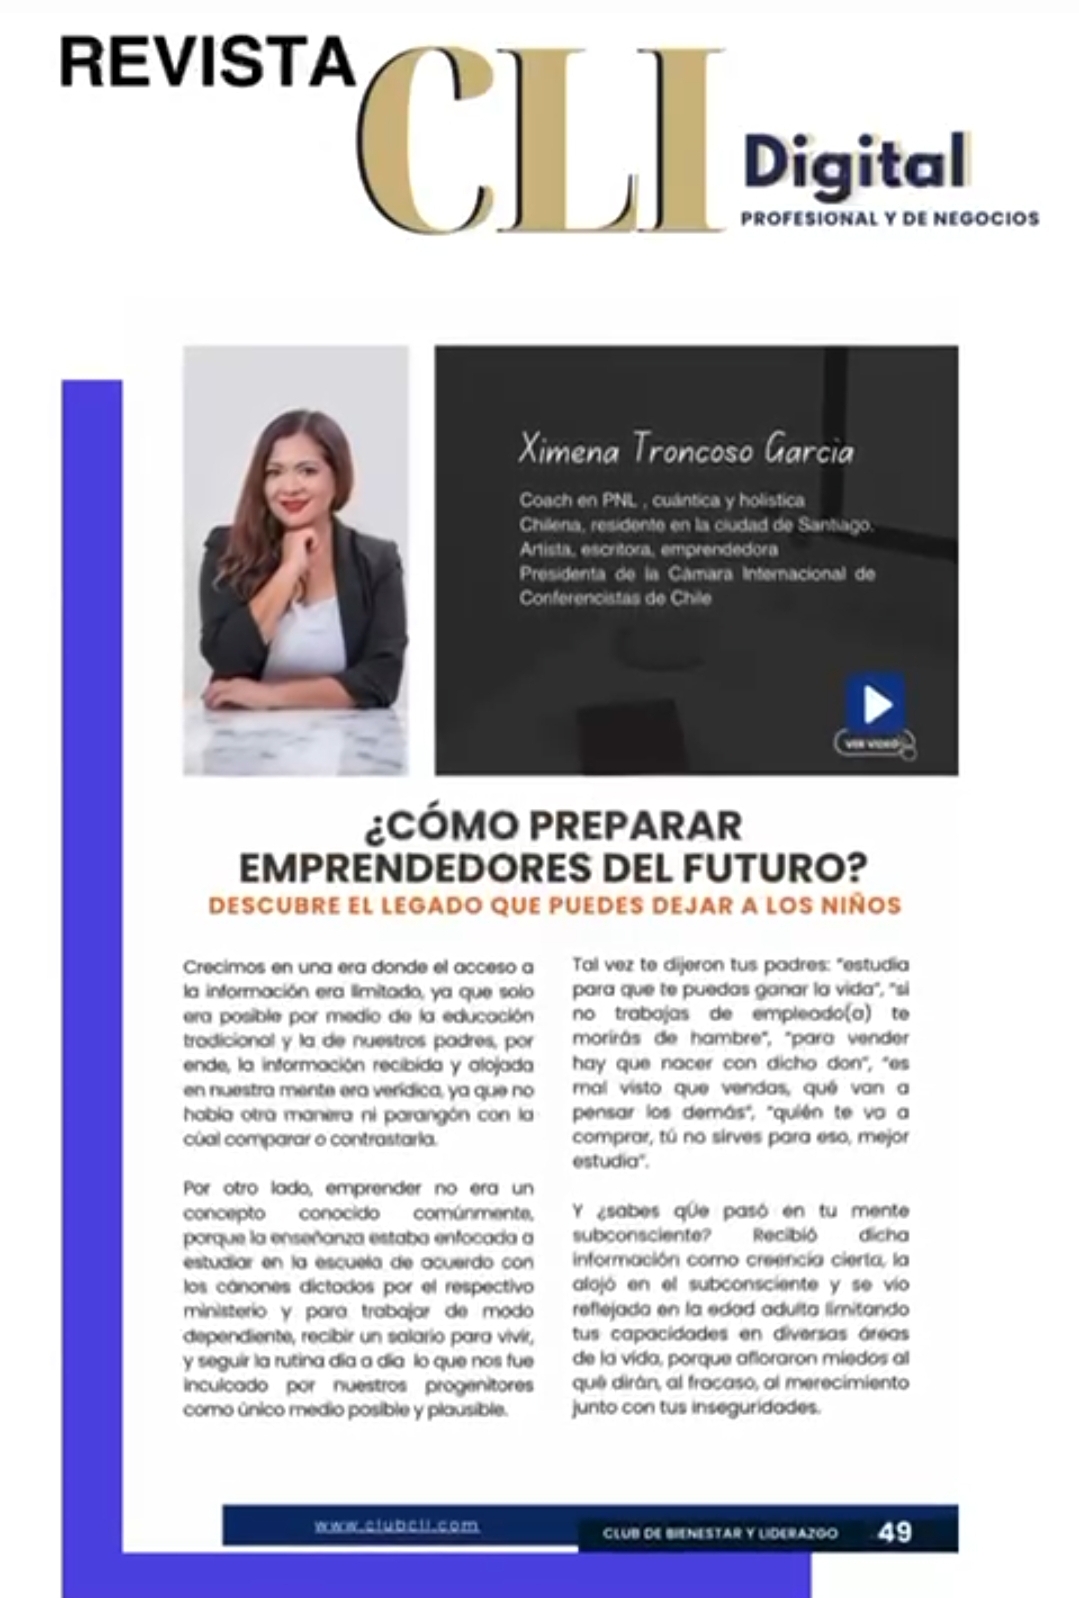 REVISTA
CLI
Digital
PROFESIONAL Y DE NEGOCIOS
Ximena Troncoso Garcia
Coach en PNL , cuántica y holistica
Chilena, residente en la ciudad de Santiago.
Artista, escritora, emprendedora
Presidenta de la Cámara Internacional de
Conferencistas de Chile
VER VIDEO
¿CÓMO PREPARAR
EMPRENDEDORES DEL FUTURO?
DESCUBRE EL LEGADO QUE PUEDES DEJAR A LOS NIÑOS
Crecimos en una era donde el acceso a
la información era limitado, ya que solo
era posible por medio de la educación
tradicional y la de nuestros padres, por
ende, la información recibida y alojada
en nuestra mente era verídica, ya que no
había otra manera ni parangón con la
cúal comparar o contrastarla.
Por otro lado, emprender no era un
concepto conocido comúnmente,
porque la enseñanza estaba enfocada a
estudiar en la escuela de acuerdo con
los cánones dictados por el respectivo
ministerio y para trabajar de modo
dependiente, recibir un salario para vivir,
y seguir la rutina día a día lo que nos fue
inculcado por nuestros progenitores
como único medio posible y plausible.
Tal vez te dijeron tus padres: "estudia
para que te puedas ganar la vida", "si
no trabajas de empleado(a) te
morirás de hambre", "para vender
hay que nacer con dicho don", "es
mal visto que vendas, qué van a
pensar los demás", "quién te va a
comprar, tú no sirves para eso, mejor
estudia".
Y ¿sabes qÚe pasó en tu mente
subconsciente? Recibió dicha
información como creencia cierta, la
alojó en el subconsciente y se vio
reflejada en la edad adulta limitando
tus capacidades en diversas áreas
de la vida, porque afloraron miedos al
qué dirán, al fracaso, al merecimiento
junto con tus inseguridades.
www.clubcli.com
CLUB DE BIENESTAR Y LIDERAZGO 49